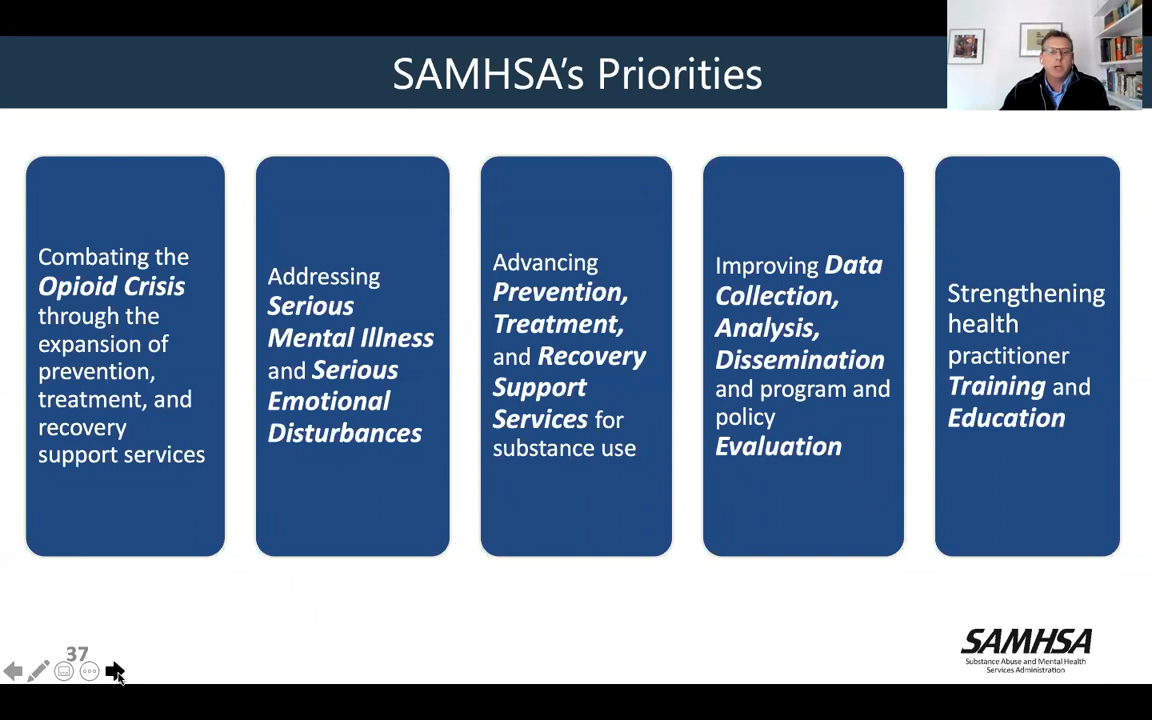 SAMHSA's Priorities
Combating the
Opioid Crisis
through the
expansion of
prevention,
treatment, and
recovery
support services
Addressing
Serious
Mental Illness
and Serious
Emotional
Disturbances
Advancing
Prevention,
Treatment,
and Recovery
Support
Services for
substance use
Improving Data
Collection,
Analysis,
Dissemination
and program and
policy
Evaluation
Strengthening
health
practitioner
Training and
Education
37
SAMHSA
Substance Abuse and Mental Health
Services Administration